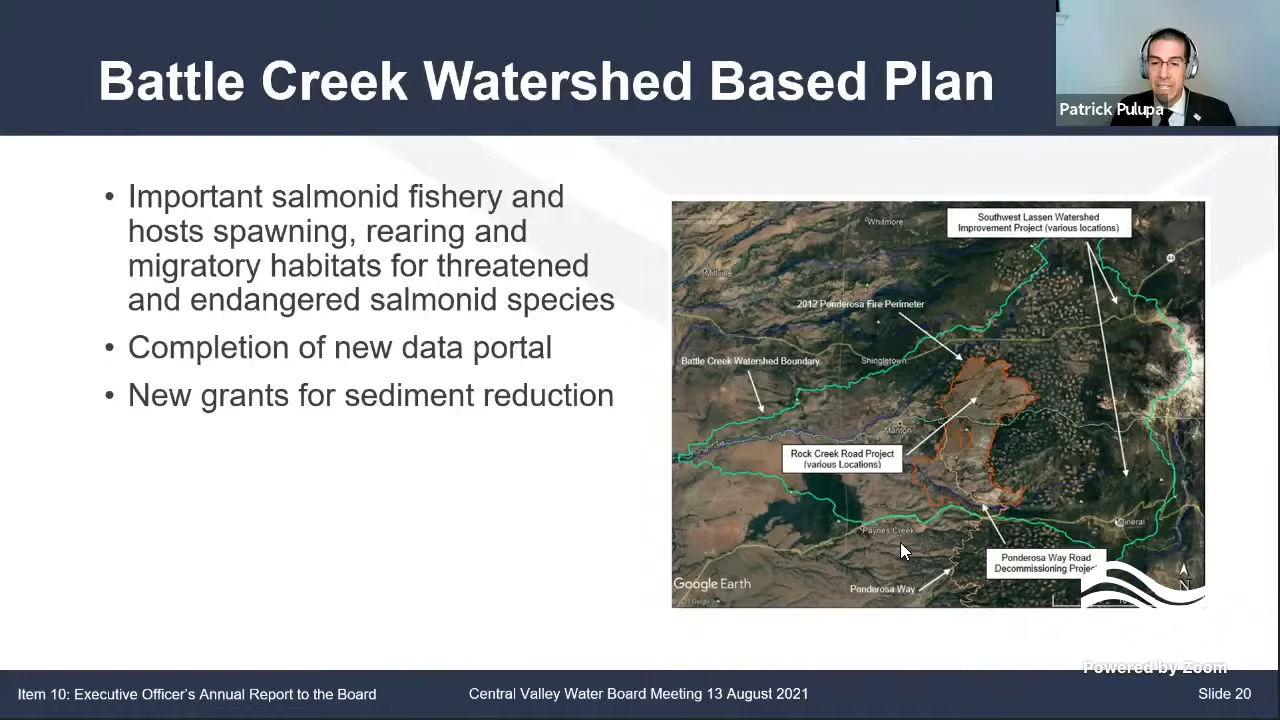 Battle Creek Watershed Based Plan
Patrick Pulupa
• Important salmonid fishery and
hosts spawning, rearing and
migratory habitats for threatened
and endangered salmonid species
• Completion of new data portal
• New grants for sediment reduction
Southwest Lassen Watershed
Improvement Project (various locations)
Whitmore
Millville
44
2012 Ponderosa Fire Perimeter
Battle Creek Watershed Boundary
Shingletown
Manton
Rock Creek Road Project
(various Locations)
Mineral
Paynes Creek
Ponderosa Way Road
Decommissioning Projec
Google Earth
Ponderosa Way
N
Powered by Zoom
Item 10: Executive Officer's Annual Report to the Board
Central Valley Water Board Meeting 13 August 2021
Slide 20